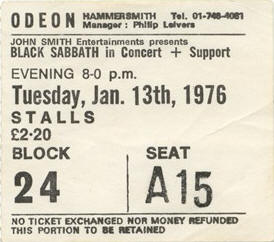 ODEON HAMMERSMITH Tel. 01-748-4081
Manager : Philip Leivers
JOHN SMITH Entertainments presents
BLACK SABBATH in Concert + Support
EVENING 8-0 p.m.
Tuesday, Jan. 13th, 1976
STALLS
£2·20
BLOCK SEAT
24 A15
NO TICKET EXCHANGED NOR MONEY REFUNDED
THIS PORTION TO BE RETAINED